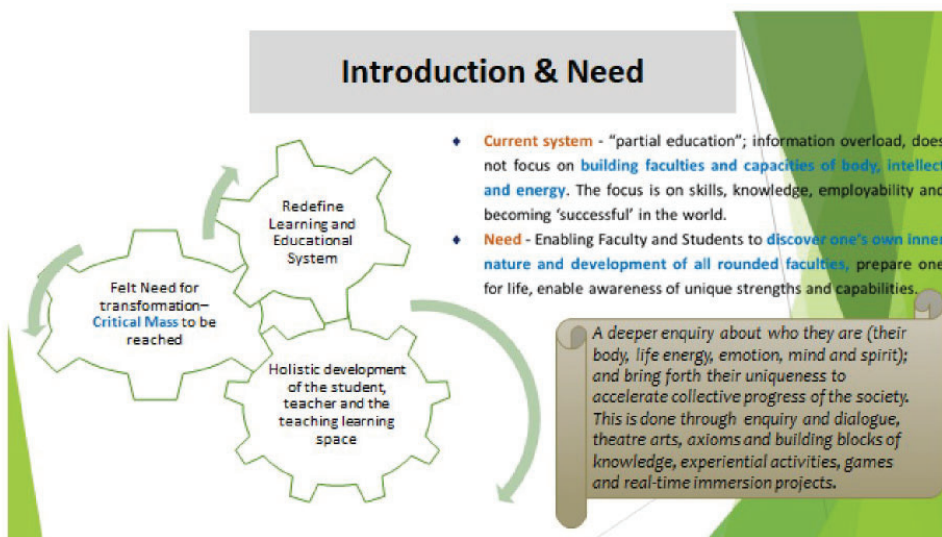 Introduction & Need
Redefine
Learning and
Educational
System
Felt Need for
transformation–
Critical Mass to be
reached
Holistic development
of the student,
teacher and the
teaching learning
space
Current system - “partial education”; information overload, does
not focus on building faculties and capacities of body, intellect
and energy. The focus is on skills, knowledge, employability and
becoming ‘successful’ in the world.
Need - Enabling Faculty and Students to discover one’s own inner
nature and development of all rounded faculties, prepare one
for life, enable awareness of unique strengths and capabilities.
A deeper enquiry about who they are (their
body, life energy, emotion, mind and spirit);
and bring forth their uniqueness to
accelerate collective progress of the society.
This is done through enquiry and dialogue,
theatre arts, axioms and building blocks of
knowledge, experiential activities, games
and real-time immersion projects.